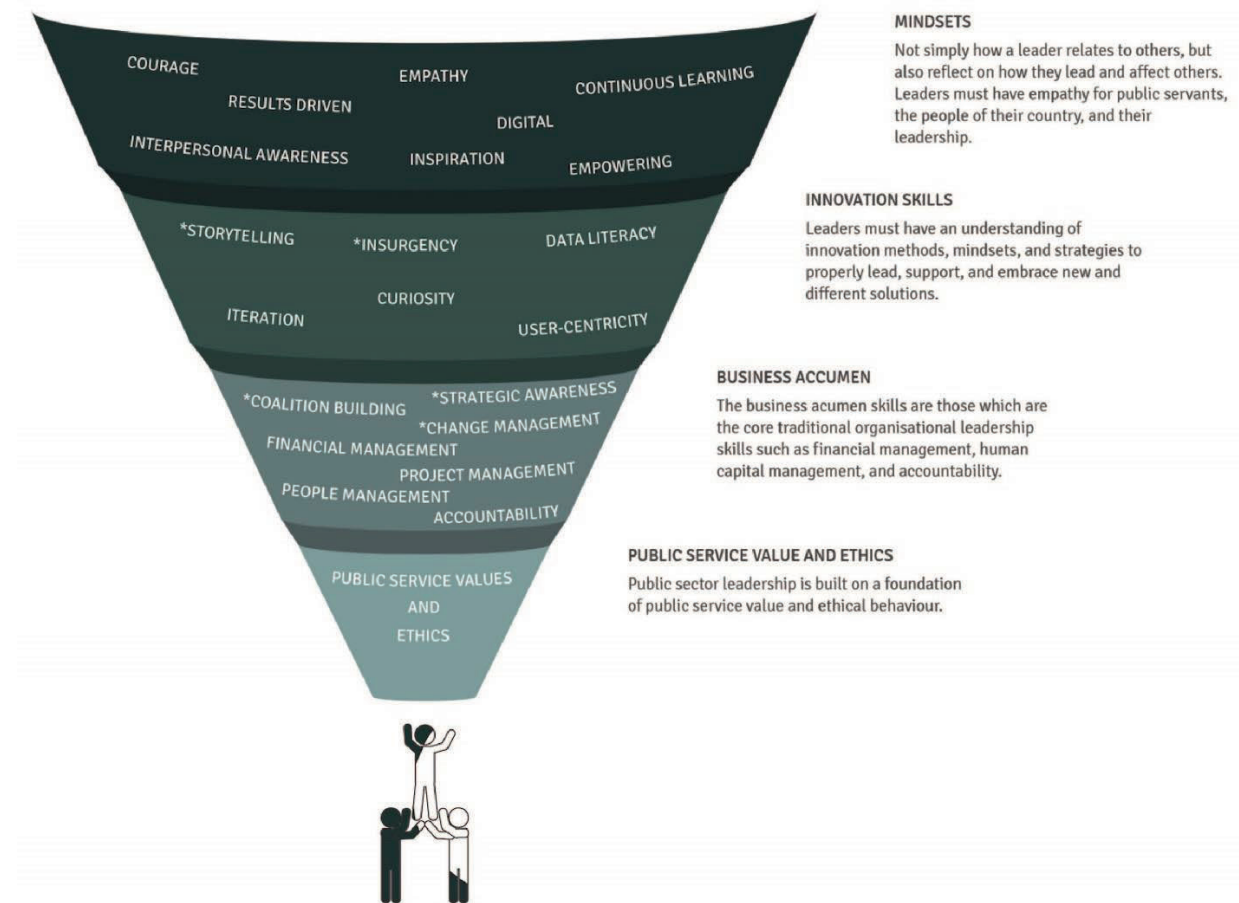 COURAGE
EMPATHY
CONTINUOUS LEARNING
RESULTS DRIVEN
DIGITAL
INTERPERSONAL AWARENESS
INSPIRATION
EMPOWERING
MINDSETS
Not simply how a leader relates to others, but
also reflect on how they lead and affect others.
Leaders must have empathy for public servants,
the people of their country, and their
leadership.
*STORYTELLING
*INSURGENCY
DATA LITERACY
CURIOSITY
ITERATION
USER-CENTRICITY
INNOVATION SKILLS
Leaders must have an understanding of
innovation methods, mindsets, and strategies to
properly lead, support, and embrace new and
different solutions.
*COALITION BUILDING
*STRATEGIC AWARENESS
*CHANGE MANAGEMENT
FINANCIAL MANAGEMENT
PROJECT MANAGEMENT
PEOPLE MANAGEMENT
ACCOUNTABILITY
BUSINESS ACCUMEN
The business acumen skills are those which are
the core traditional organisational leadership
skills such as financial management, human
capital management, and accountability.
PUBLIC SERVICE VALUES
AND
ETHICS
PUBLIC SERVICE VALUE AND ETHICS
Public sector leadership is built on a foundation
of public service value and ethical behaviour.